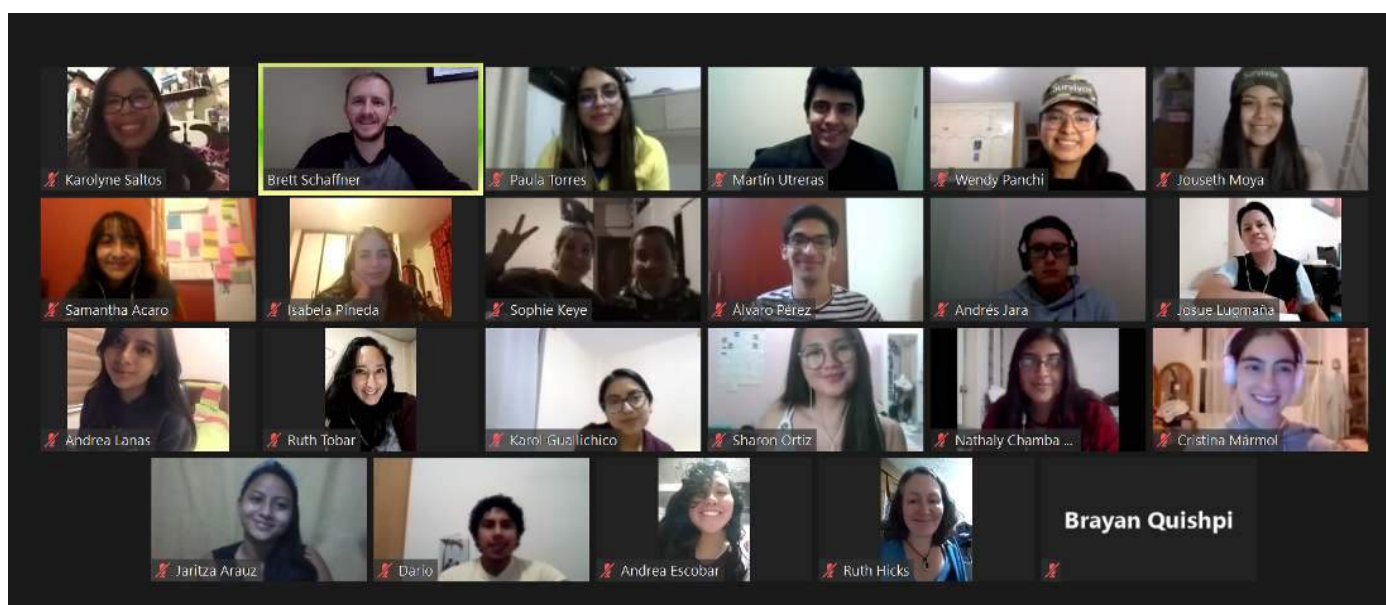 Survivor
Survivor
Karolyne Saltos
Brett Schaffner
Paula Torres
Martín Utreras
Wendy Panchi
Jouseth Moya
Samantha Acaro
Isabela Pineda
Sophie Keye
Álvaro Pérez
Andrés Jara
Josue Lugmaña
Andrea Lanas
Ruth Tobar
Karol Guallichico
Sharon Ortiz
Nathaly Chamba ...
Cristina Mármol
Jaritza Arauz
Dario
Andrea Escobar
Ruth Hicks
Brayan Quishpi